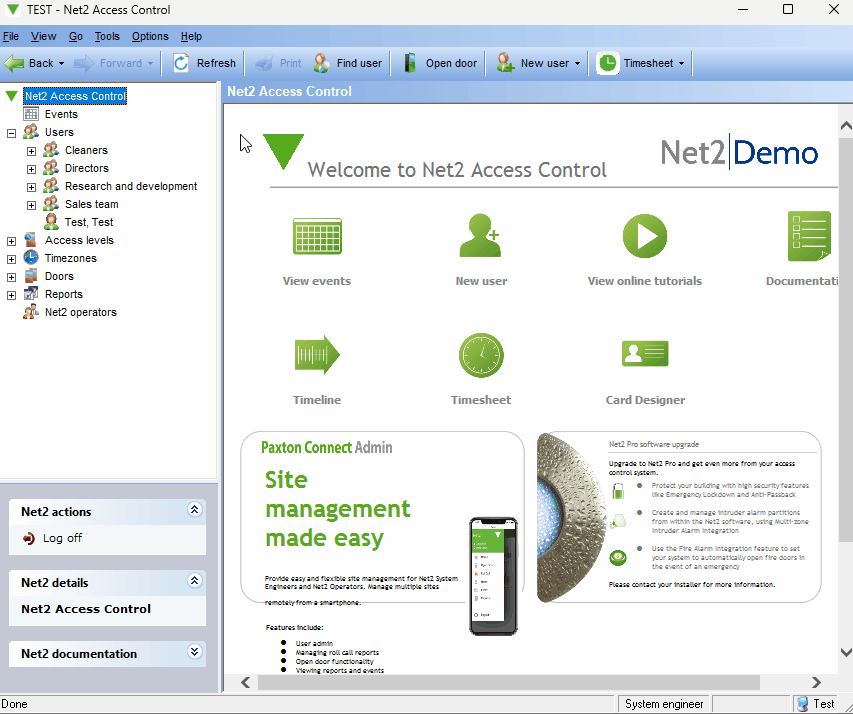 TEST - Net2 Access Control
File View Go Tools Options Help
Back Forward Refresh Print Find user Open door New user Timesheet
Net2 Access Control
Events
Users
Cleaners
Directors
Research and development
Sales team
Test, Test
Access levels
Timezones
Doors
Reports
Net2 operators
Net2 actions
Log off
Net2 details
Net2 Access Control
Net2 documentation
Net2 Access Control
Welcome to Net2 Access Control
Net2 Demo
View events
New user
View online tutorials
Documentati
Timeline
Timesheet
Card Designer
Paxton Connect Admin
Site
management
made easy
Provide easy and flexible site management for Net2 System
Engineers and Net2 Operators. Manage multiple sites
remotely from a smartphone.
Features include:
User admin
Managing roll call reports
Open door functionality
Viewing reports and events
Net2 Pro software upgrade
Upgrade to Net2 Pro and get even more from your access
control system.
Protect your building with high security features
like Emergency Lockdown and Anti-Passback
Create and manage intruder alarm partitions
from within the Net2 software, using Multi-zone
Intruder Alarm Integration
Use the Fire Alarm Integration feature to set
your system to automatically open fire doors in
the event of an emergency
Please contact your installer for more information.
Done
System engineer
Test